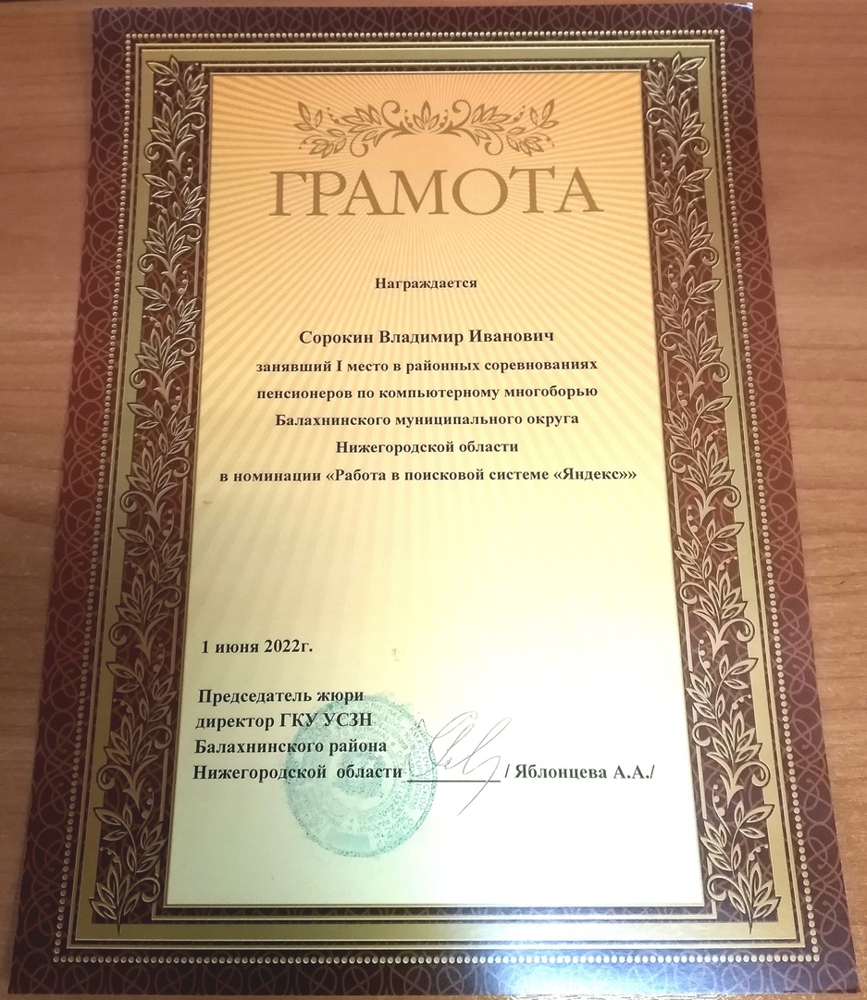 ГРАМОТА
Награждается
Сорокин Владимир Иванович
занявший I место в районных соревнованиях
пенсионеров по компьютерному многоборью
Балахнинского муниципального округа
Нижегородской области
в номинации «Работа в поисковой системе «Яндекс»»
1 июня 2022г.
Председатель жюри
директор ГКУ УСЗН
Балахнинского района
Нижегородской области / Яблонцева А.А./